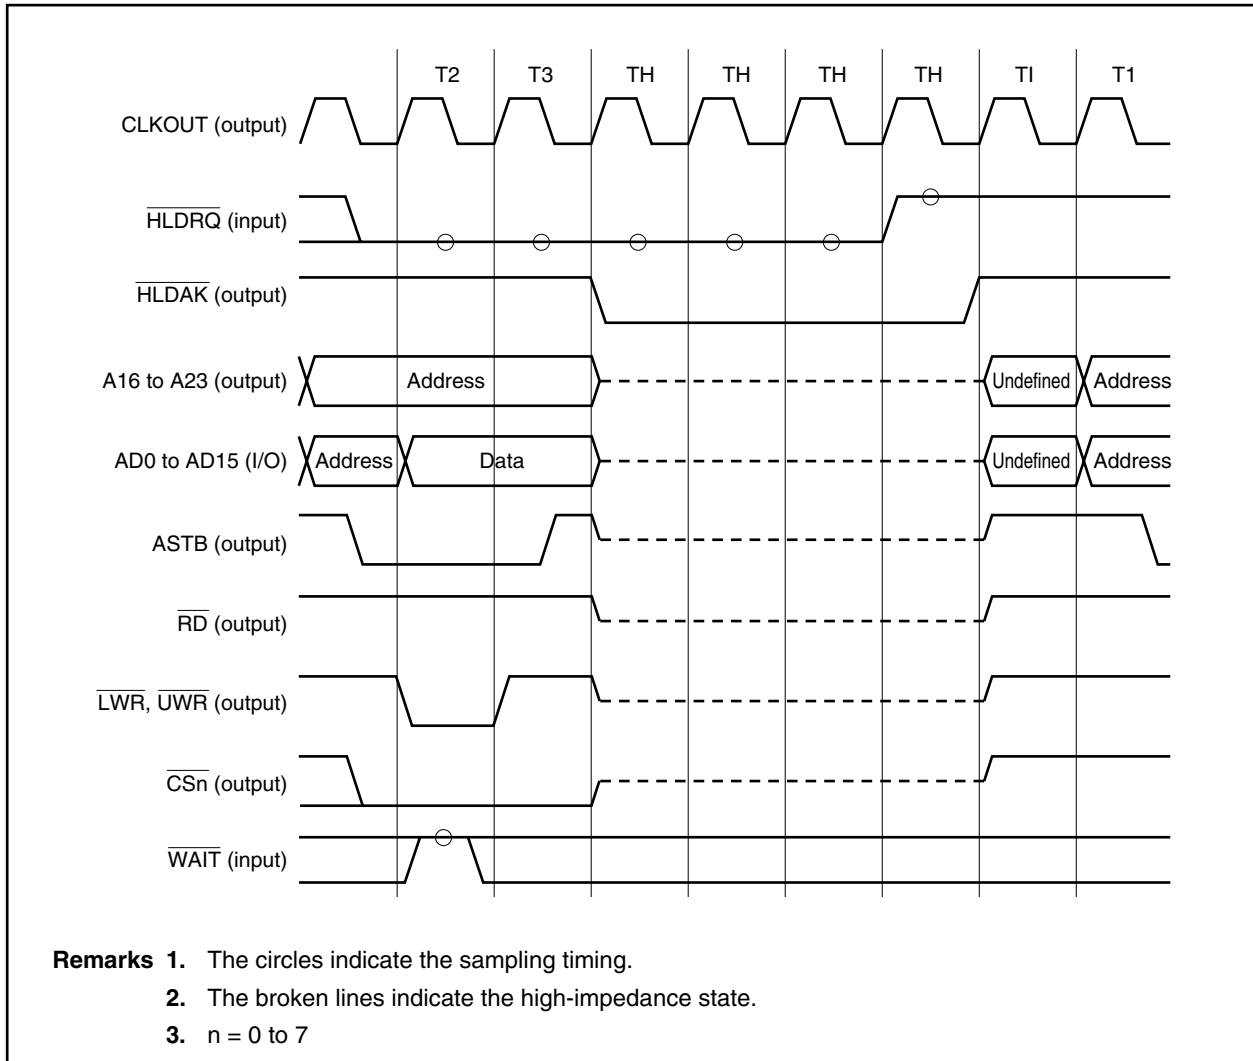 T2 T3 TH TH TH TH TI T1
CLKOUT (output)
HLDRQ (input)
HLDAK (output)
A16 to A23 (output) Address Undefined Address
AD0 to AD15 (I/O) Address Data Undefined Address
ASTB (output)
RD (output)
LWR, UWR (output)
CSn (output)
WAIT (input)
Remarks 1. The circles indicate the sampling timing.
2. The broken lines indicate the high-impedance state.
3. n = 0 to 7